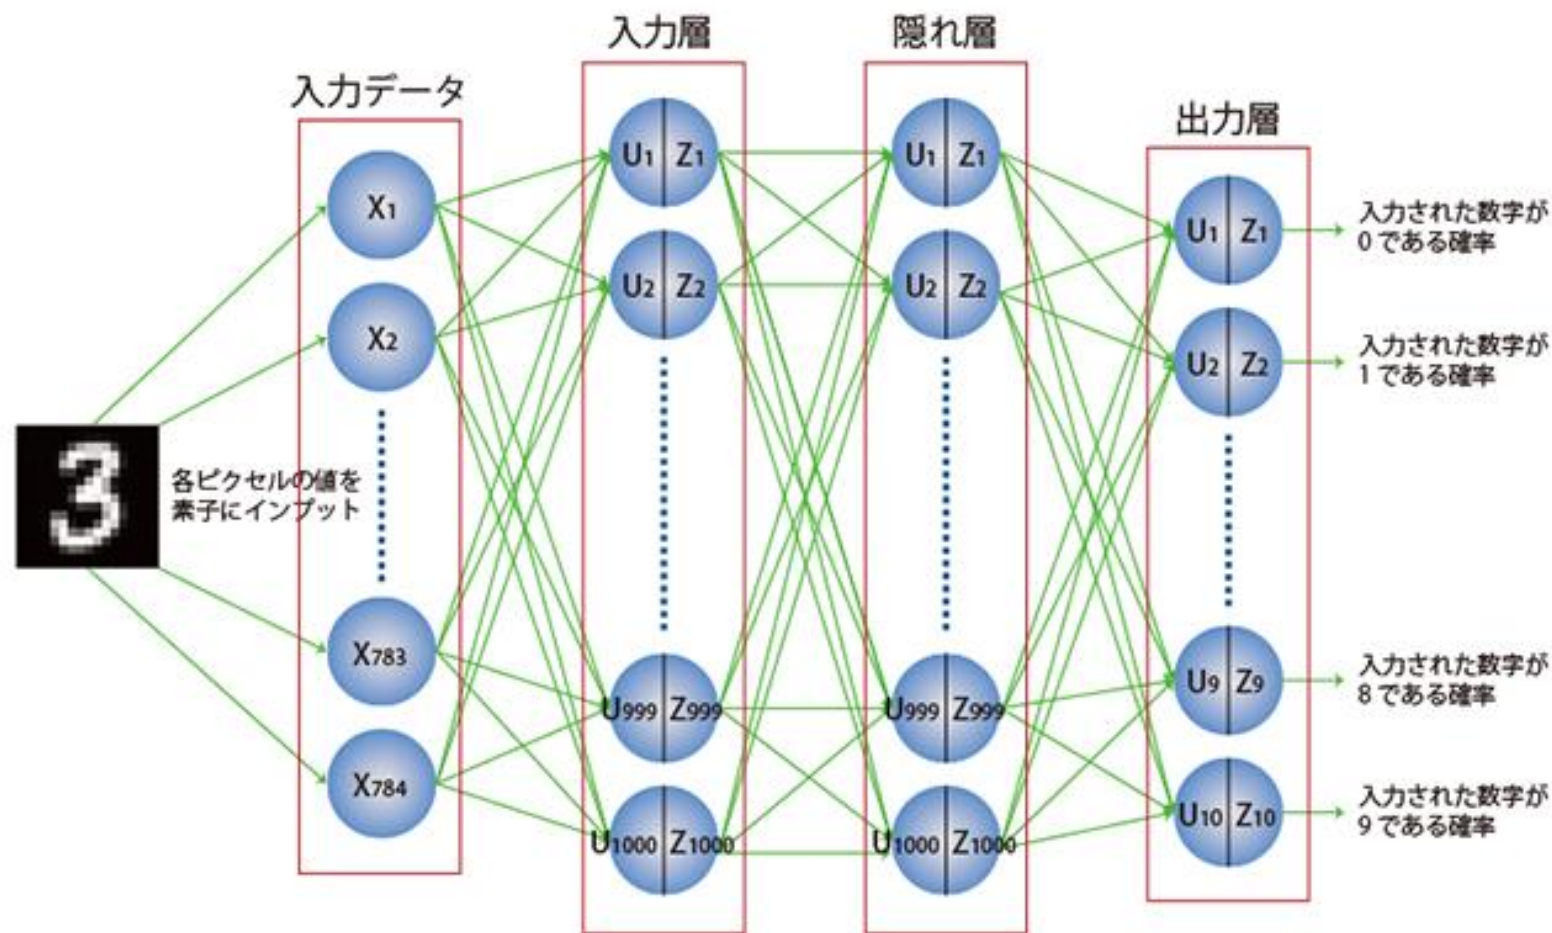 入力データ
X1
X2
X783
X784
各ピクセルの値を
素子にインプット
3
入力層
U1 Z1
U2 Z2
U999 Z999
U1000 Z1000
隠れ層
U1 Z1
U2 Z2
U999 Z999
U1000 Z1000
出力層
U1 Z1
U2 Z2
U9 Z9
U10 Z10
入力された数字が
0である確率
入力された数字が
1である確率
入力された数字が
8である確率
入力された数字が
9である確率